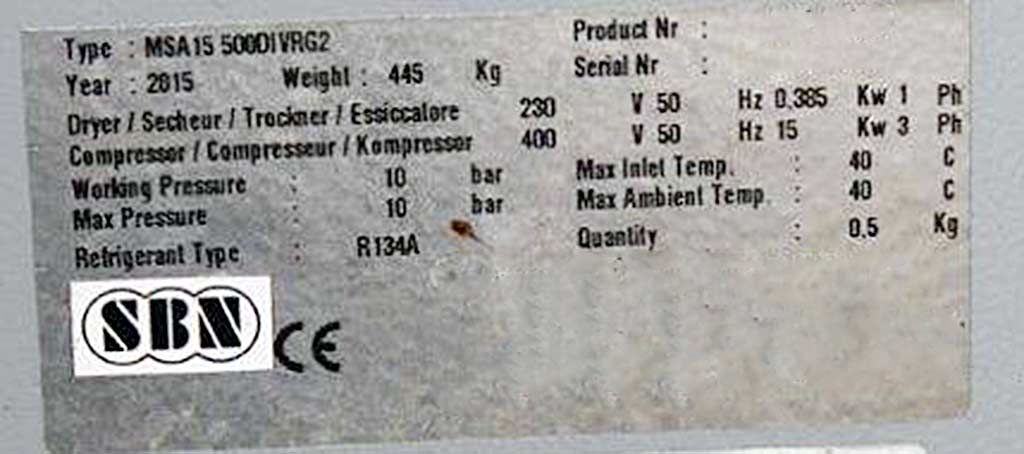 Type : MSA15 500DIVRG2 Product Nr :
Year : 2015 Weight : 445 Kg Serial Nr :
Dryer / Secheur / Trockner / Essiccatore 230 V 50 Hz 0.385 Kw 1 Ph
Compressor / Compresseur / Kompressor 400 V 50 Hz 15 Kw 3 Ph
Working Pressure : 10 bar Max Inlet Temp. : 40 C
Max Pressure : 10 bar Max Ambient Temp. : 40 C
Refrigerant Type : R134A Quantity : 0.5 Kg
SBN CE